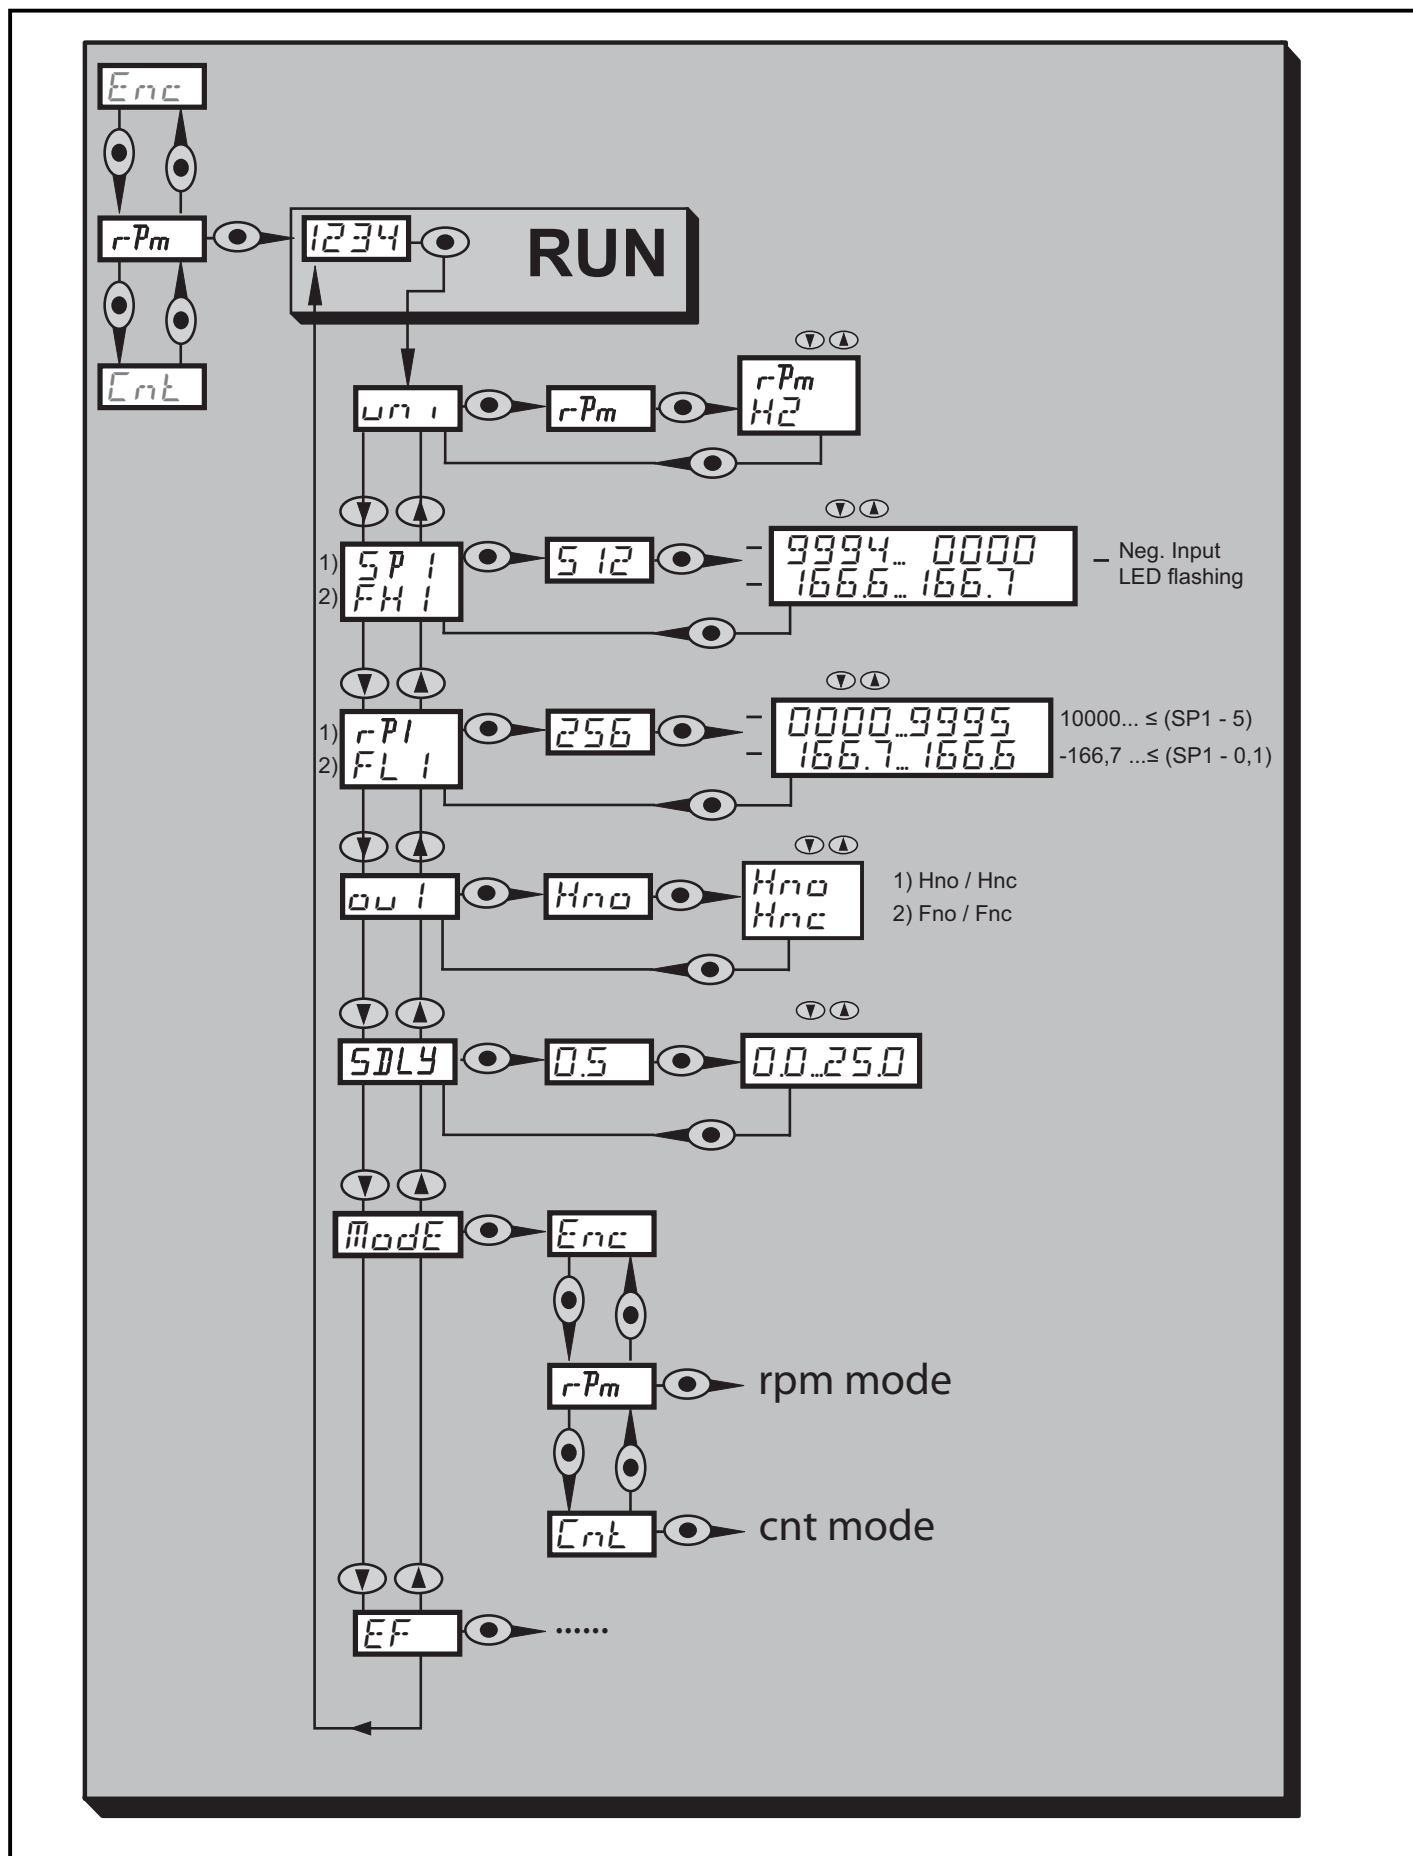 Enc
rPm
1234
RUN
Cnt
uni
rPm
rPm
HZ
1)
SP1
2)
FH1
512
– 9994... 0000
– 166.6...166.7
– Neg. Input
LED flashing
1)
rP1
2)
FL1
256
– 0000...9995
– 166.7...166.6
10000... ≤ (SP1 - 5)
-166,7 ...≤ (SP1 - 0,1)
ou1
Hno
Hno
Hnc
1) Hno / Hnc
2) Fno / Fnc
SDLY
0.5
0.0...25.0
ModE
Enc
rPm
rpm mode
Cnt
cnt mode
EF
......